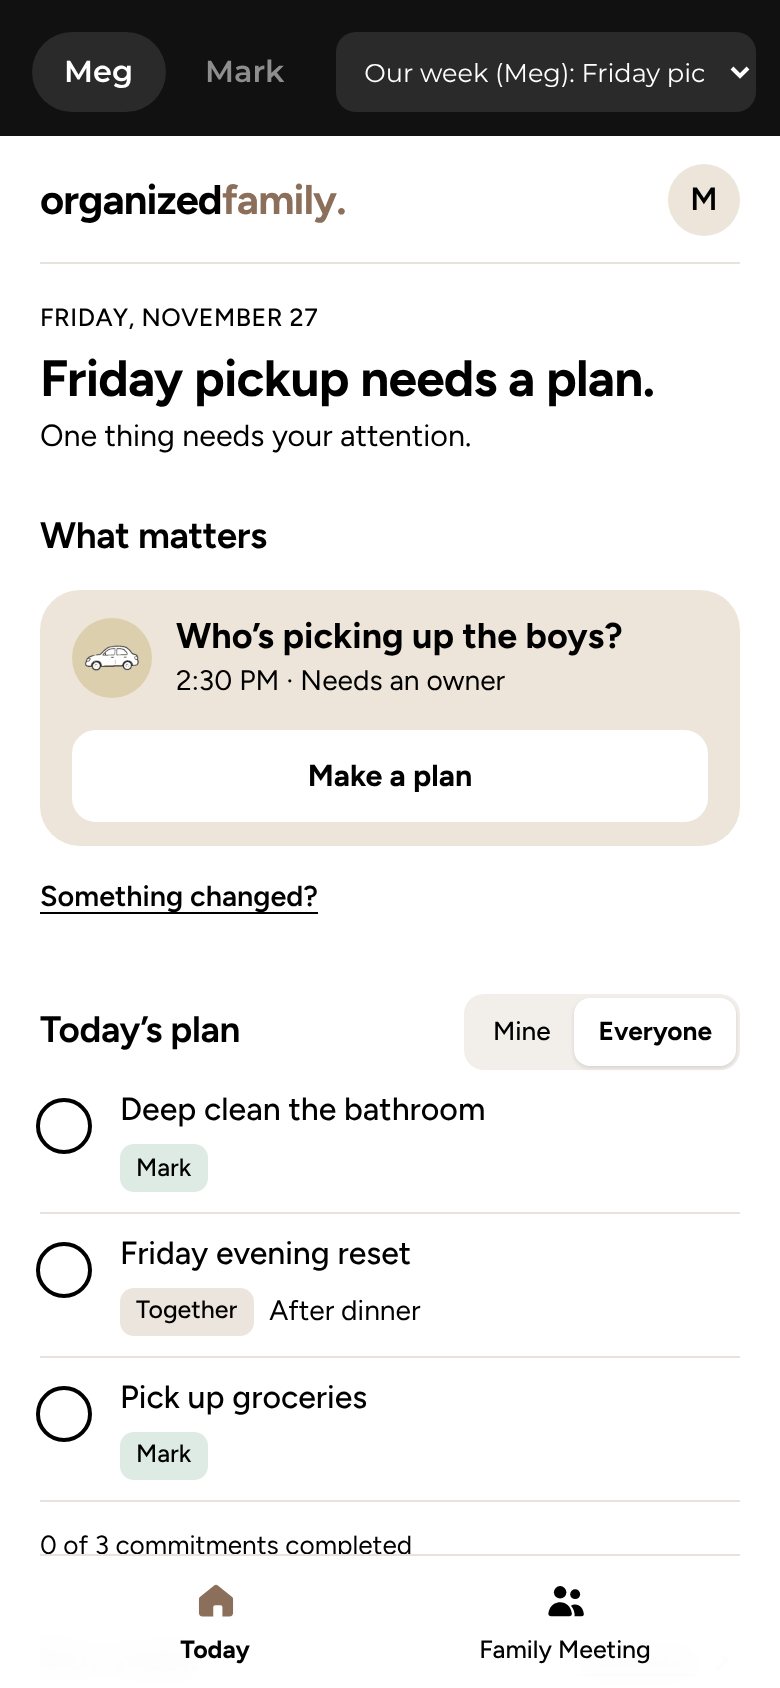 Meg
Mark
Our week (Meg): Friday pic
organizedfamily.
M
FRIDAY, NOVEMBER 27
Friday pickup needs a plan.
One thing needs your attention.
What matters
Who’s picking up the boys?
2:30 PM · Needs an owner
Make a plan
Something changed?
Today’s plan
Mine
Everyone
Deep clean the bathroom
Mark
Friday evening reset
Together After dinner
Pick up groceries
Mark
0 of 3 commitments completed
Today
Family Meeting